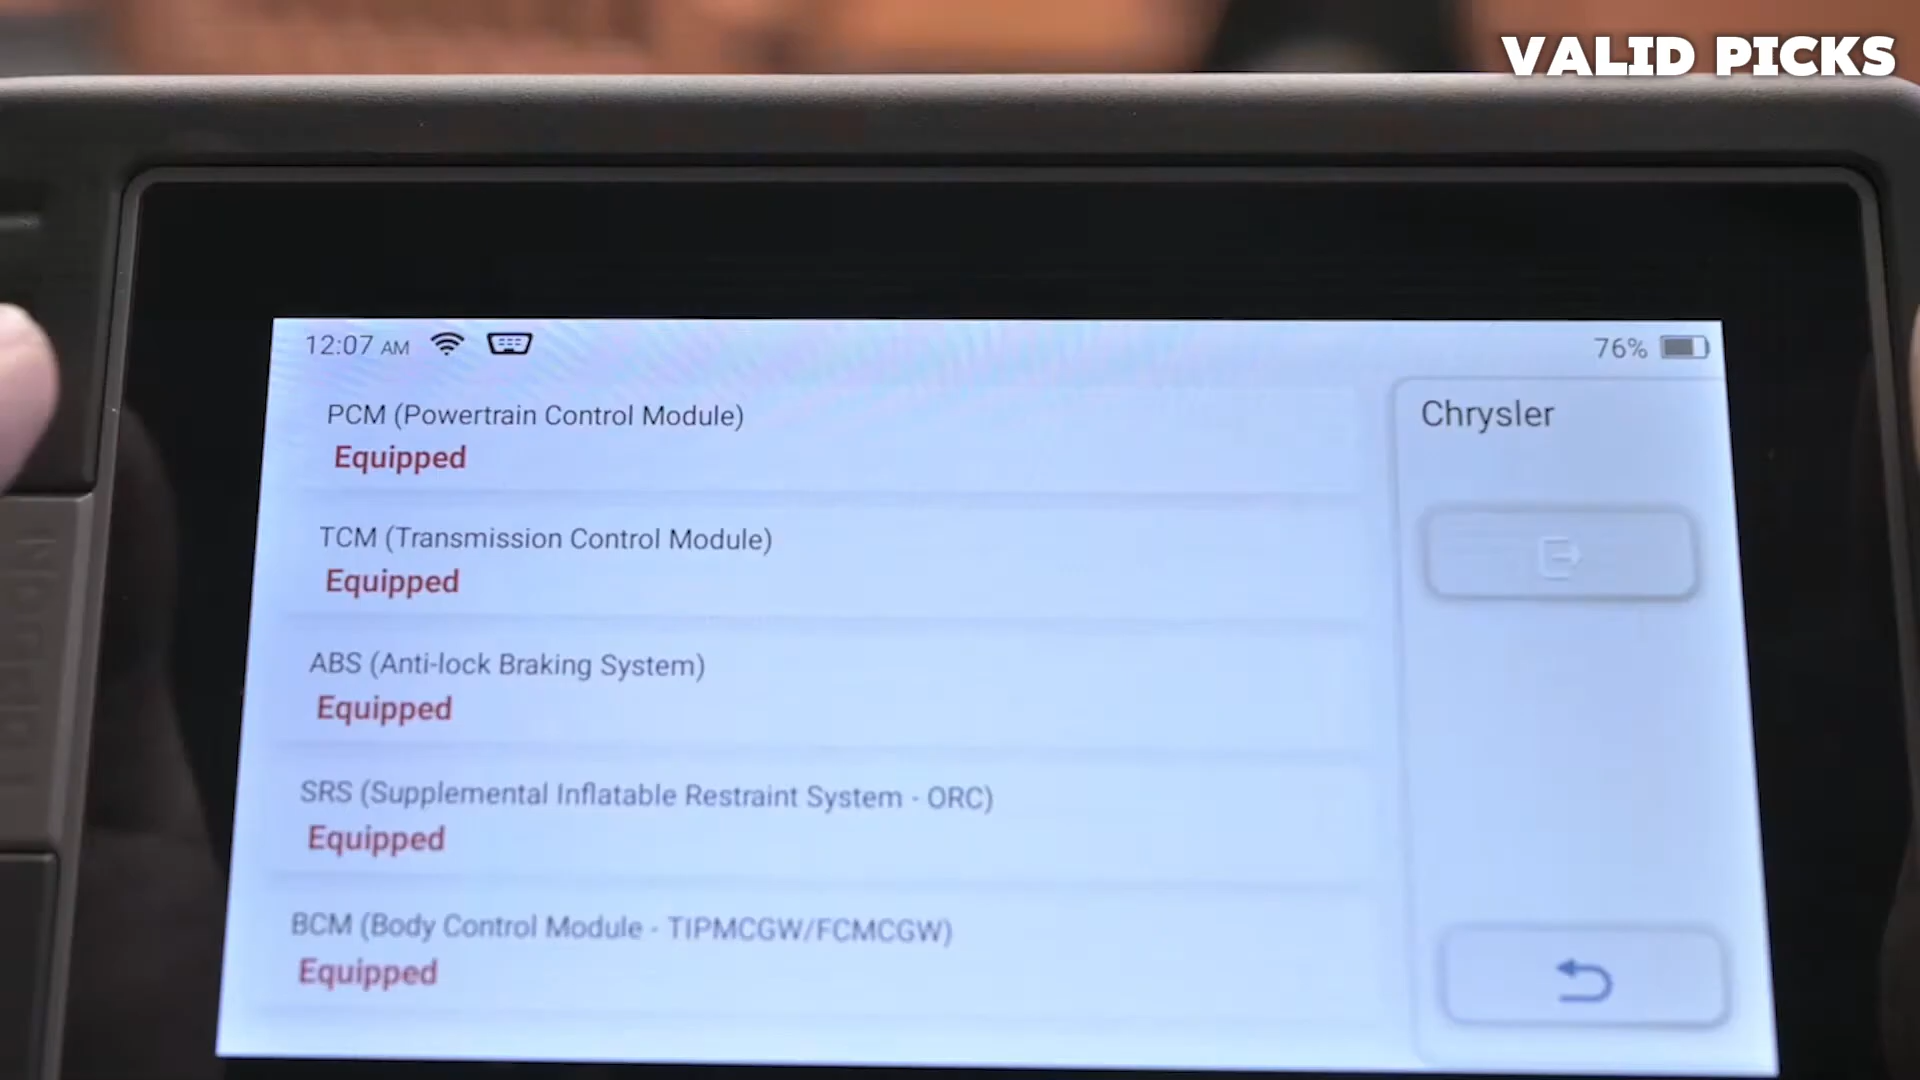 VALID PICKS
12:07 AM
76%
PCM (Powertrain Control Module)
Equipped
TCM (Transmission Control Module)
Equipped
ABS (Anti-lock Braking System)
Equipped
SRS (Supplemental Inflatable Restraint System - ORC)
Equipped
BCM (Body Control Module - TIPMCGW/FCMCGW)
Equipped
Chrysler